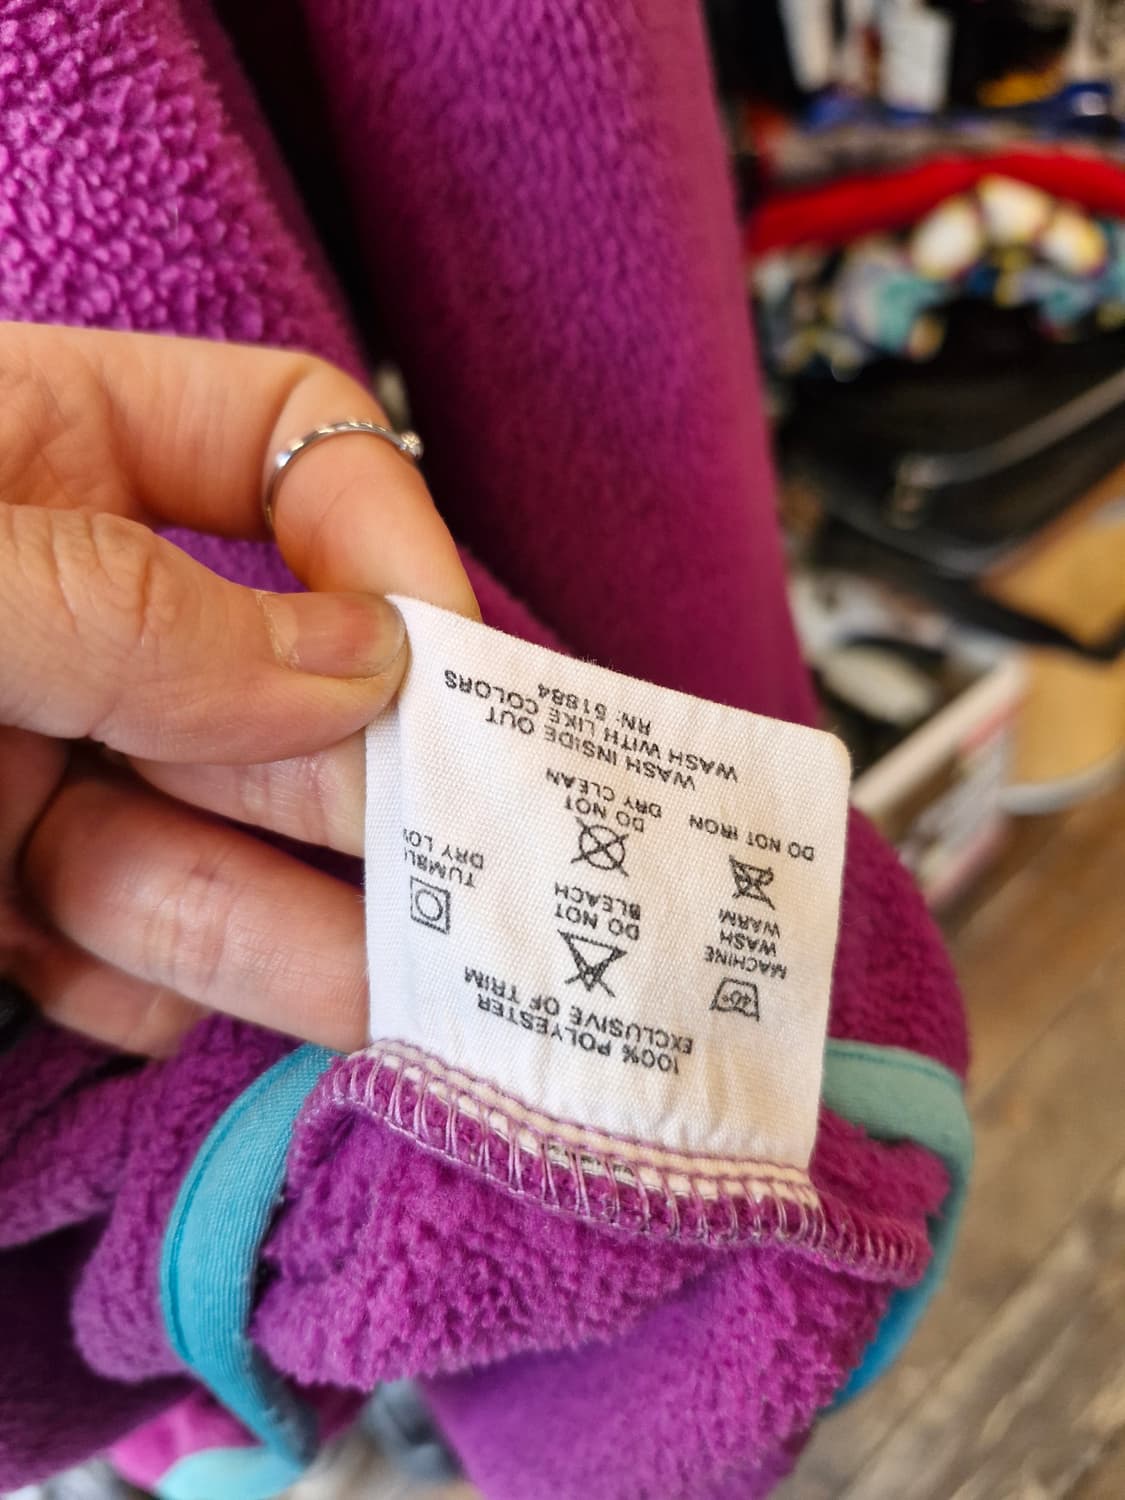 100% POLYESTER
EXCLUSIVE OF TRIM
40°
MACHINE
WASH
WARM
DO NOT
BLEACH
DRY LOW
DO NOT IRON
DO NOT
DRY CLEAN
WASH INSIDE OUT
WASH WITH LIKE COLORS
RN: 51884